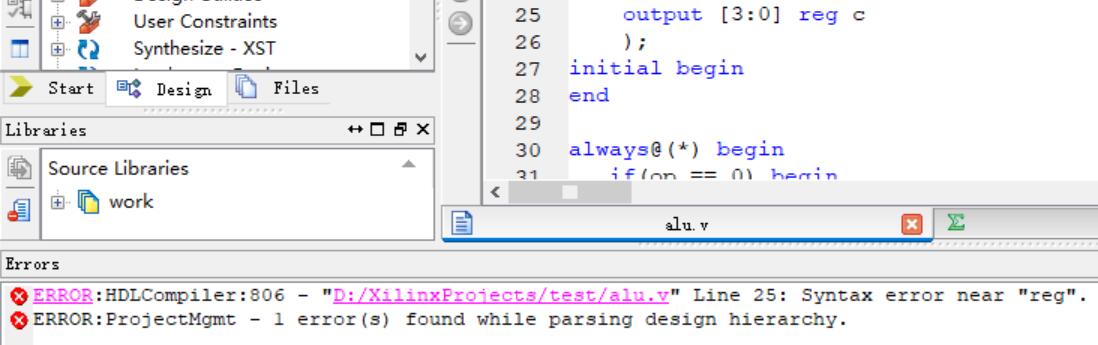 User Constraints
Synthesize - XST
Start Design Files
Libraries
Source Libraries
work
25 output [3:0] reg c
26 );
27 initial begin
28 end
29
30 always@(*) begin
31 if(op == 0) begin
alu.v
Errors
ERROR:HDLCompiler:806 - "D:/XilinxProjects/test/alu.v" Line 25: Syntax error near "reg".
ERROR:ProjectMgmt - 1 error(s) found while parsing design hierarchy.